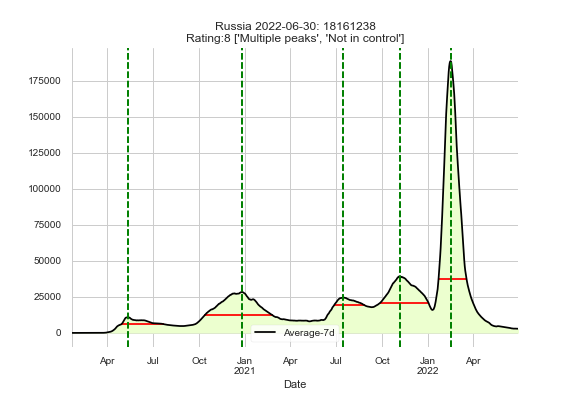 Russia 2022-06-30: 18161238
Rating:8 ['Multiple peaks', 'Not in control']
175000
150000
125000
100000
75000
50000
25000
0
Average-7d
Apr Jul Oct Jan Apr Jul Oct Jan Apr
2021 2022
Date